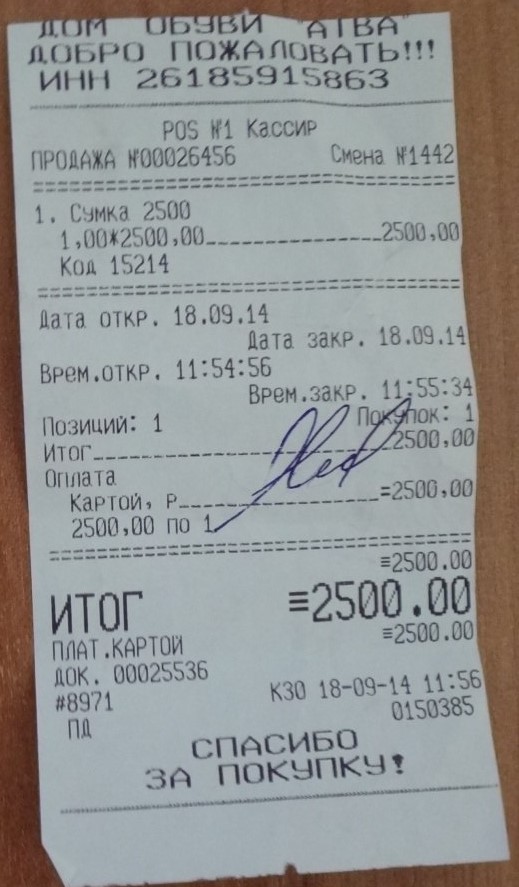 ДОМ ОБУВИ "АТВА"
ДОБРО ПОЖАЛОВАТЬ!!!
ИНН 26185915863
POS №1 Кассир
ПРОДАЖА №00026456 Смена №1442
1. Сумка 2500
1,00*2500,00 2500,00
Код 15214
Дата откр. 18.09.14
Дата закр. 18.09.14
Врем.откр. 11:54:56
Врем.закр. 11:55:34
Позиций: 1 Покупок: 1
Итог 2500,00
Оплата
Картой, Р =2500,00
2500,00 по 1
≡2500.00
ИТОГ ≡2500.00
ПЛАТ.КАРТОЙ ≡2500.00
ДОК. 00025536
#8971 КЗО 18-09-14 11:56
ПД 0150385
СПАСИБО
ЗА ПОКУПКУ!